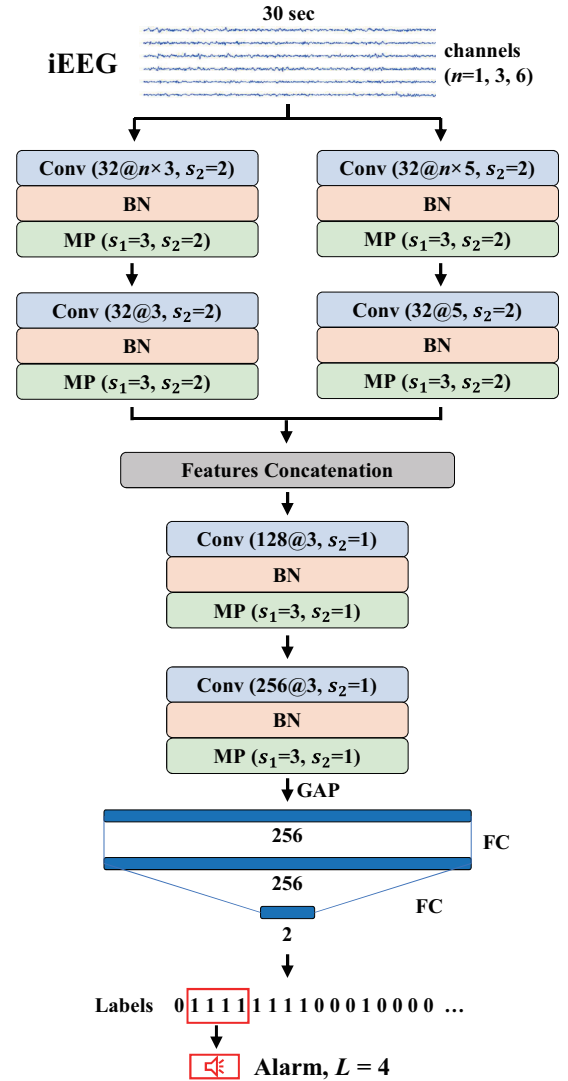 30 sec
iEEG
channels
(n=1, 3, 6)
Conv (32@n×3, s₂=2)
BN
MP (s₁=3, s₂=2)
Conv (32@3, s₂=2)
BN
MP (s₁=3, s₂=2)
Conv (32@n×5, s₂=2)
BN
MP (s₁=3, s₂=2)
Conv (32@5, s₂=2)
BN
MP (s₁=3, s₂=2)
Features Concatenation
Conv (128@3, s₂=1)
BN
MP (s₁=3, s₂=1)
Conv (256@3, s₂=1)
BN
MP (s₁=3, s₂=1)
GAP
256
FC
256
FC
2
Labels 0 1 1 1 1 1 1 1 1 0 0 0 1 0 0 0 0 ...
Alarm, L = 4